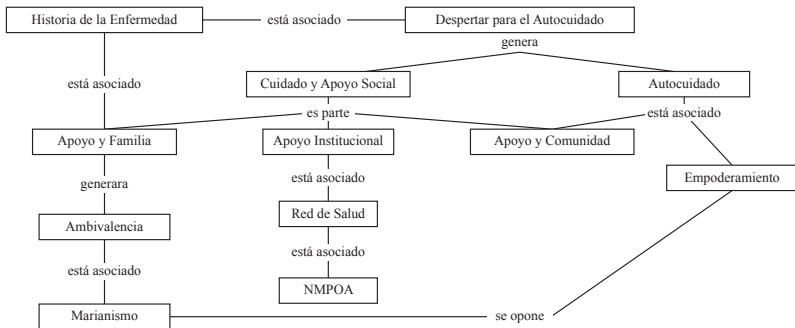 Historia de la Enfermedad
está asociado
Despertar para el Autocuidado
genera
está asociado
Cuidado y Apoyo Social
Autocuidado
es parte
está asociado
Apoyo y Familia
Apoyo Institucional
Apoyo y Comunidad
generara
está asociado
Empoderamiento
Ambivalencia
Red de Salud
está asociado
está asociado
NMPOA
Marianismo
se opone